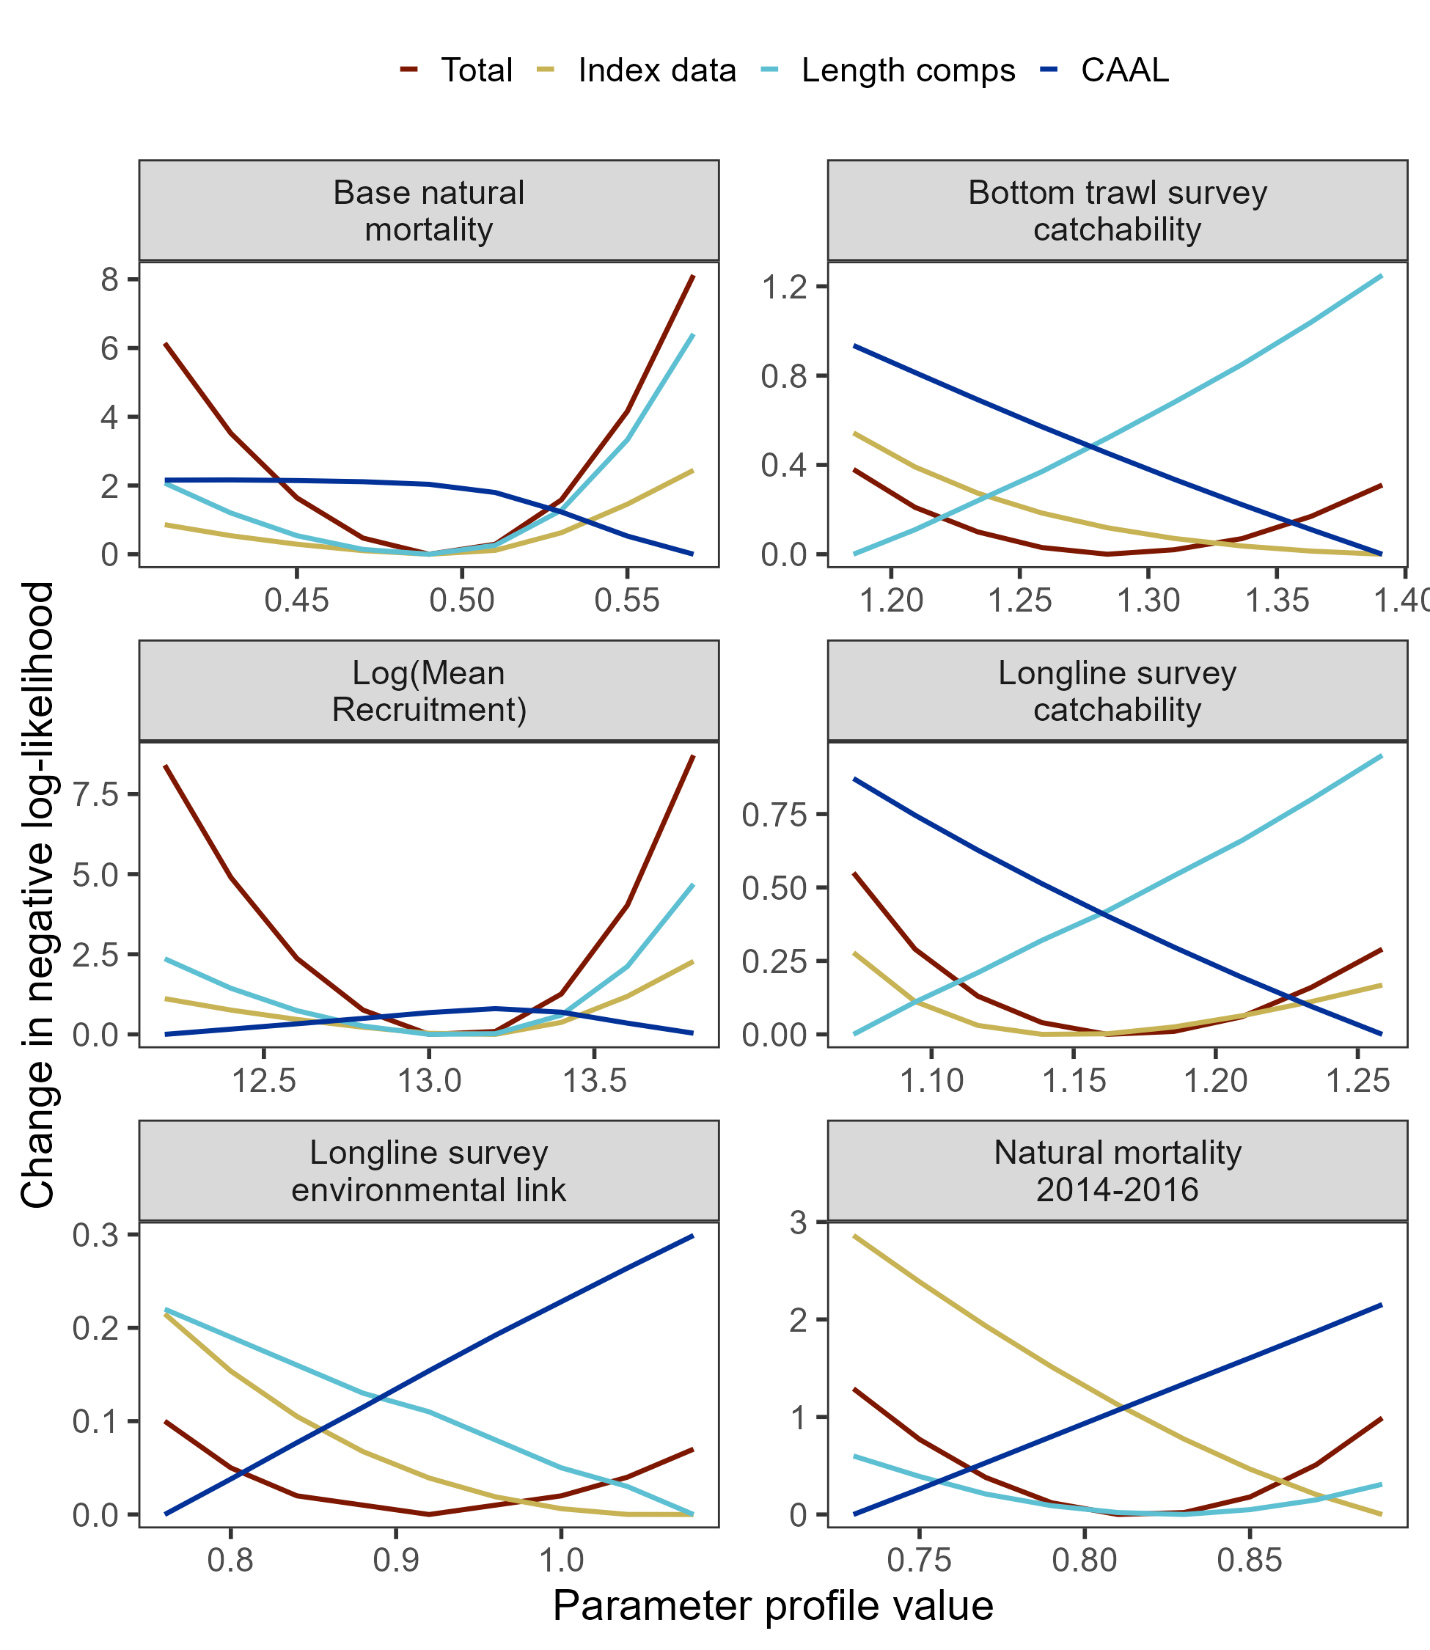 Total Index data Length comps CAAL
Change in negative log-likelihood
Base natural
mortality
8
6
4
2
0
0.45 0.50 0.55
Bottom trawl survey
catchability
1.2
0.8
0.4
0.0
1.20 1.25 1.30 1.35 1.40
Log(Mean
Recruitment)
7.5
5.0
2.5
0.0
12.5 13.0 13.5
Longline survey
catchability
0.75
0.50
0.25
0.00
1.10 1.15 1.20 1.25
Longline survey
environmental link
0.3
0.2
0.1
0.0
0.8 0.9 1.0
Natural mortality
2014-2016
3
2
1
0
0.75 0.80 0.85
Parameter profile value